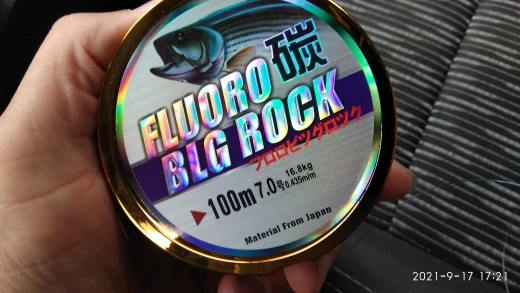 碳
FLUORO
BLG ROCK
フロロビッグロック
16.8kg
100m 7.0号 0.435m/m
Material From Japan
2021-9-17 17:21